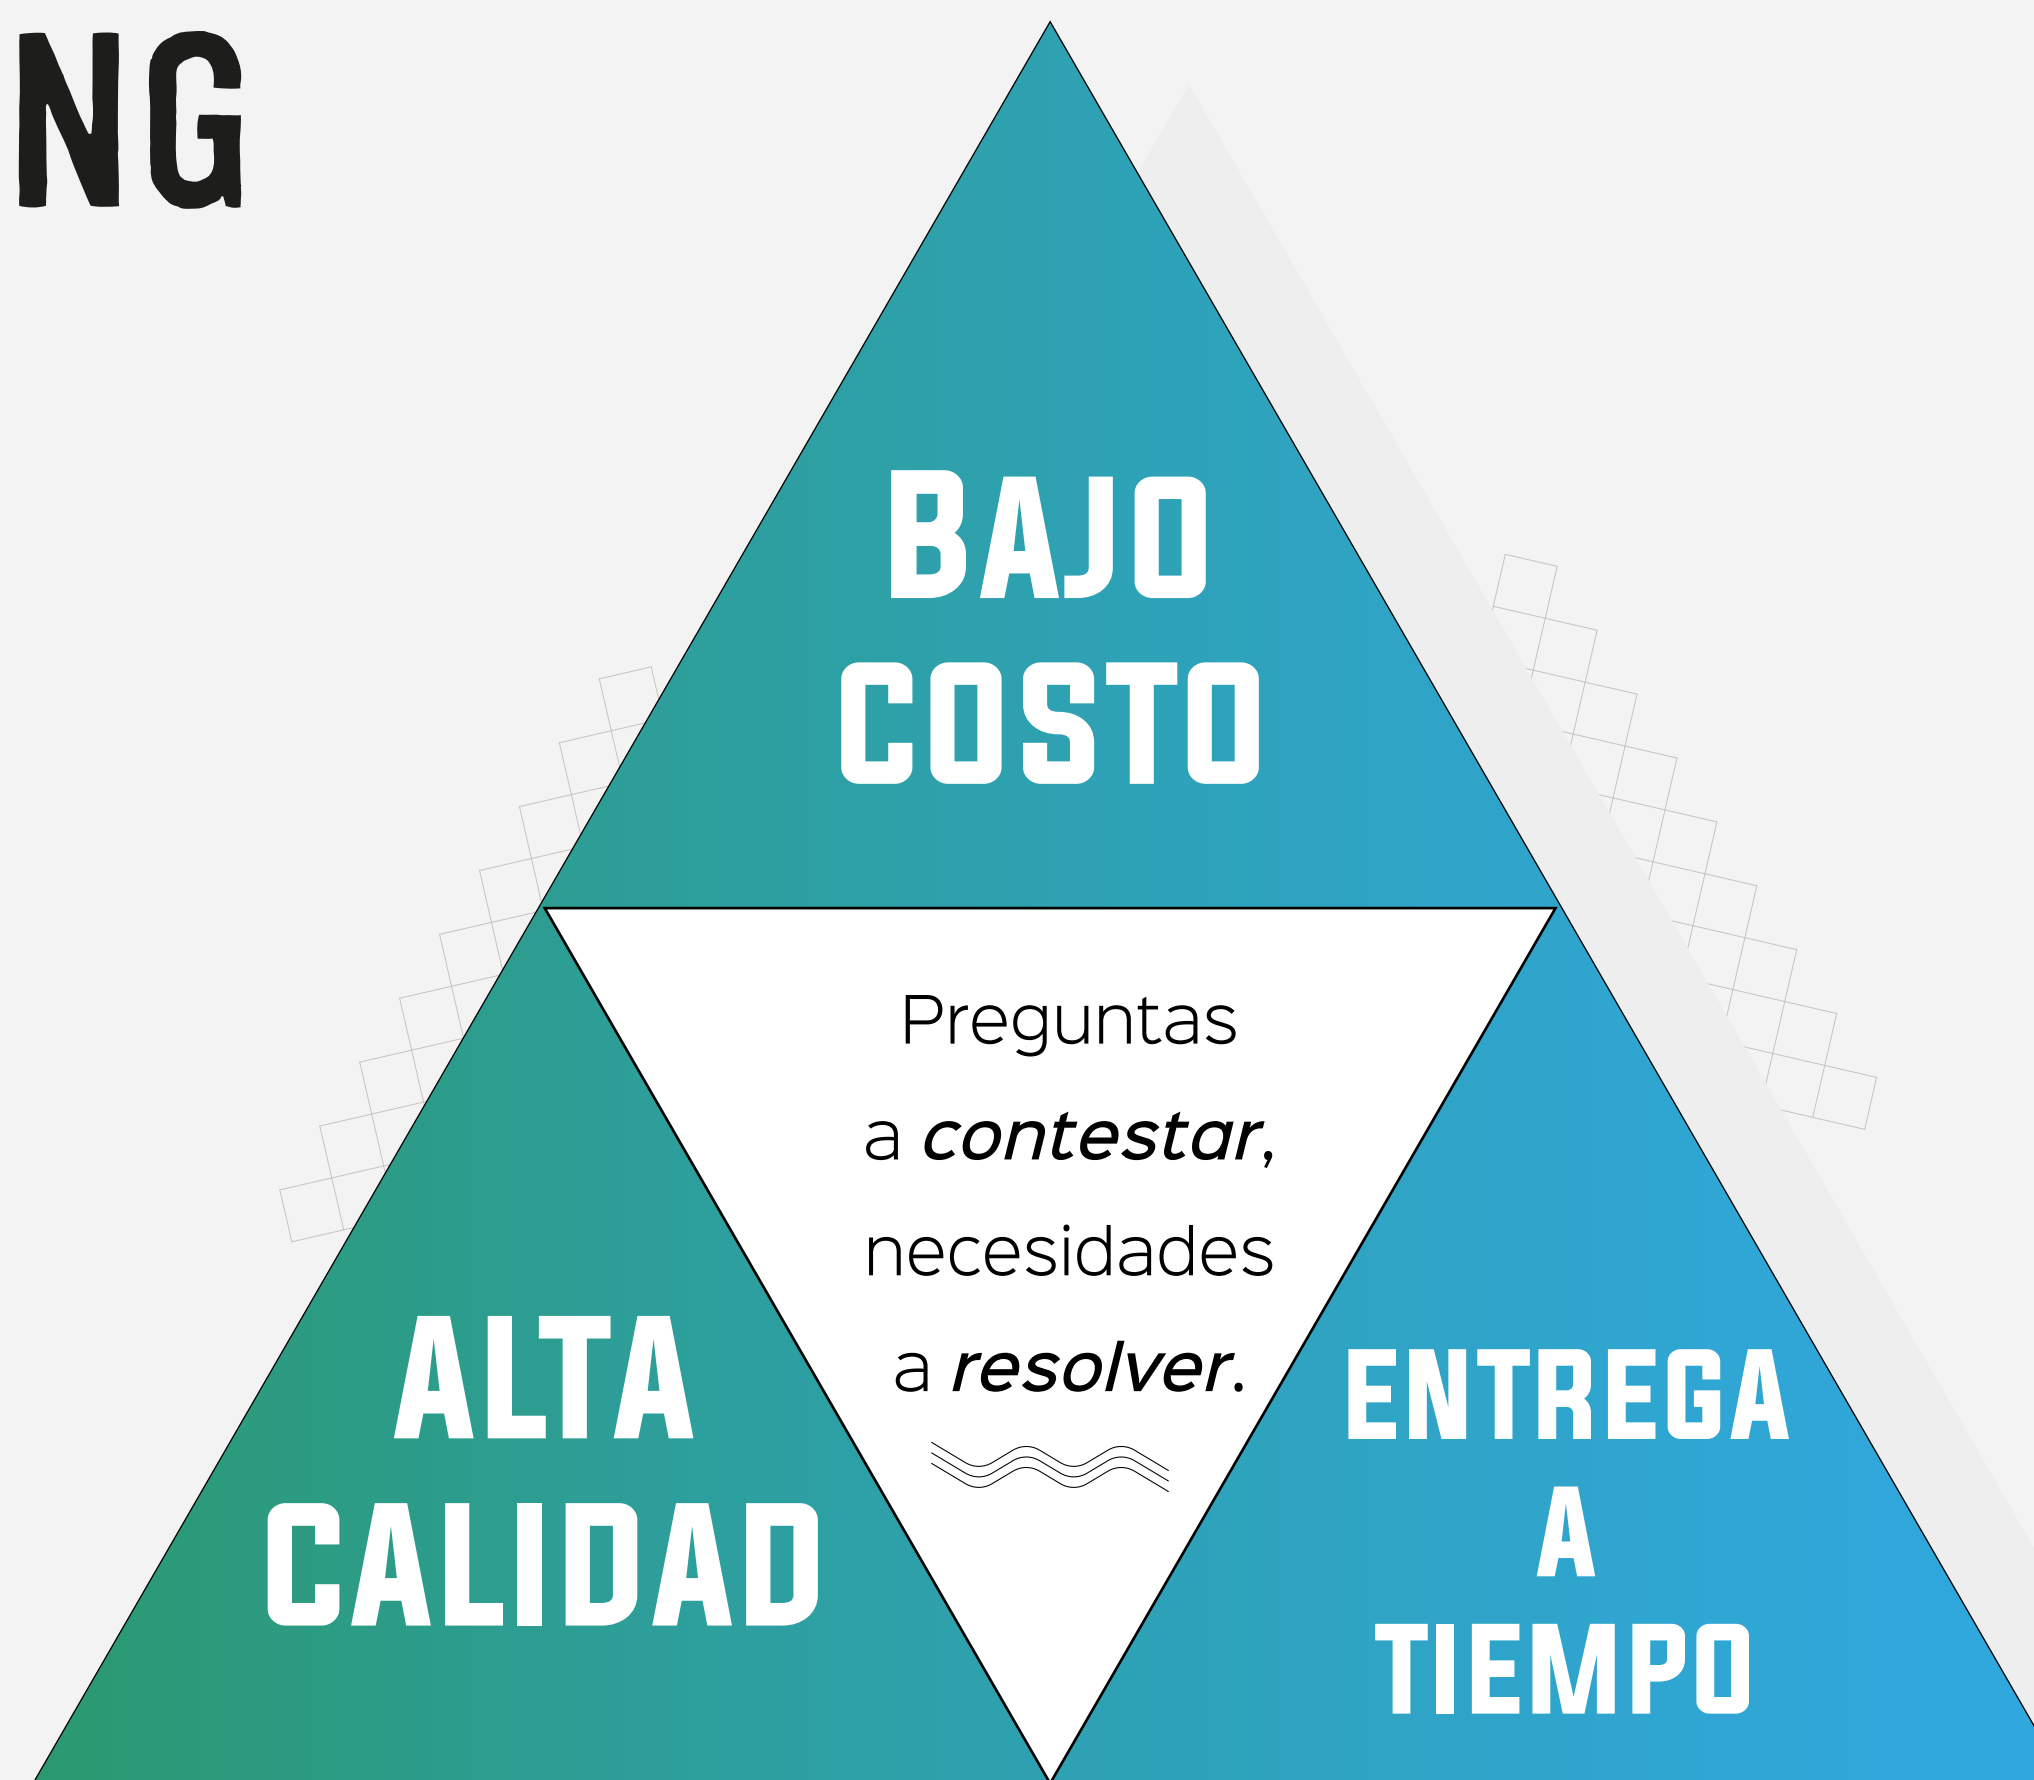 NG
BAJO
COSTO
Preguntas
a contestar,
necesidades
a resolver.
ALTA
CALIDAD
ENTREGA
A
TIEMPO